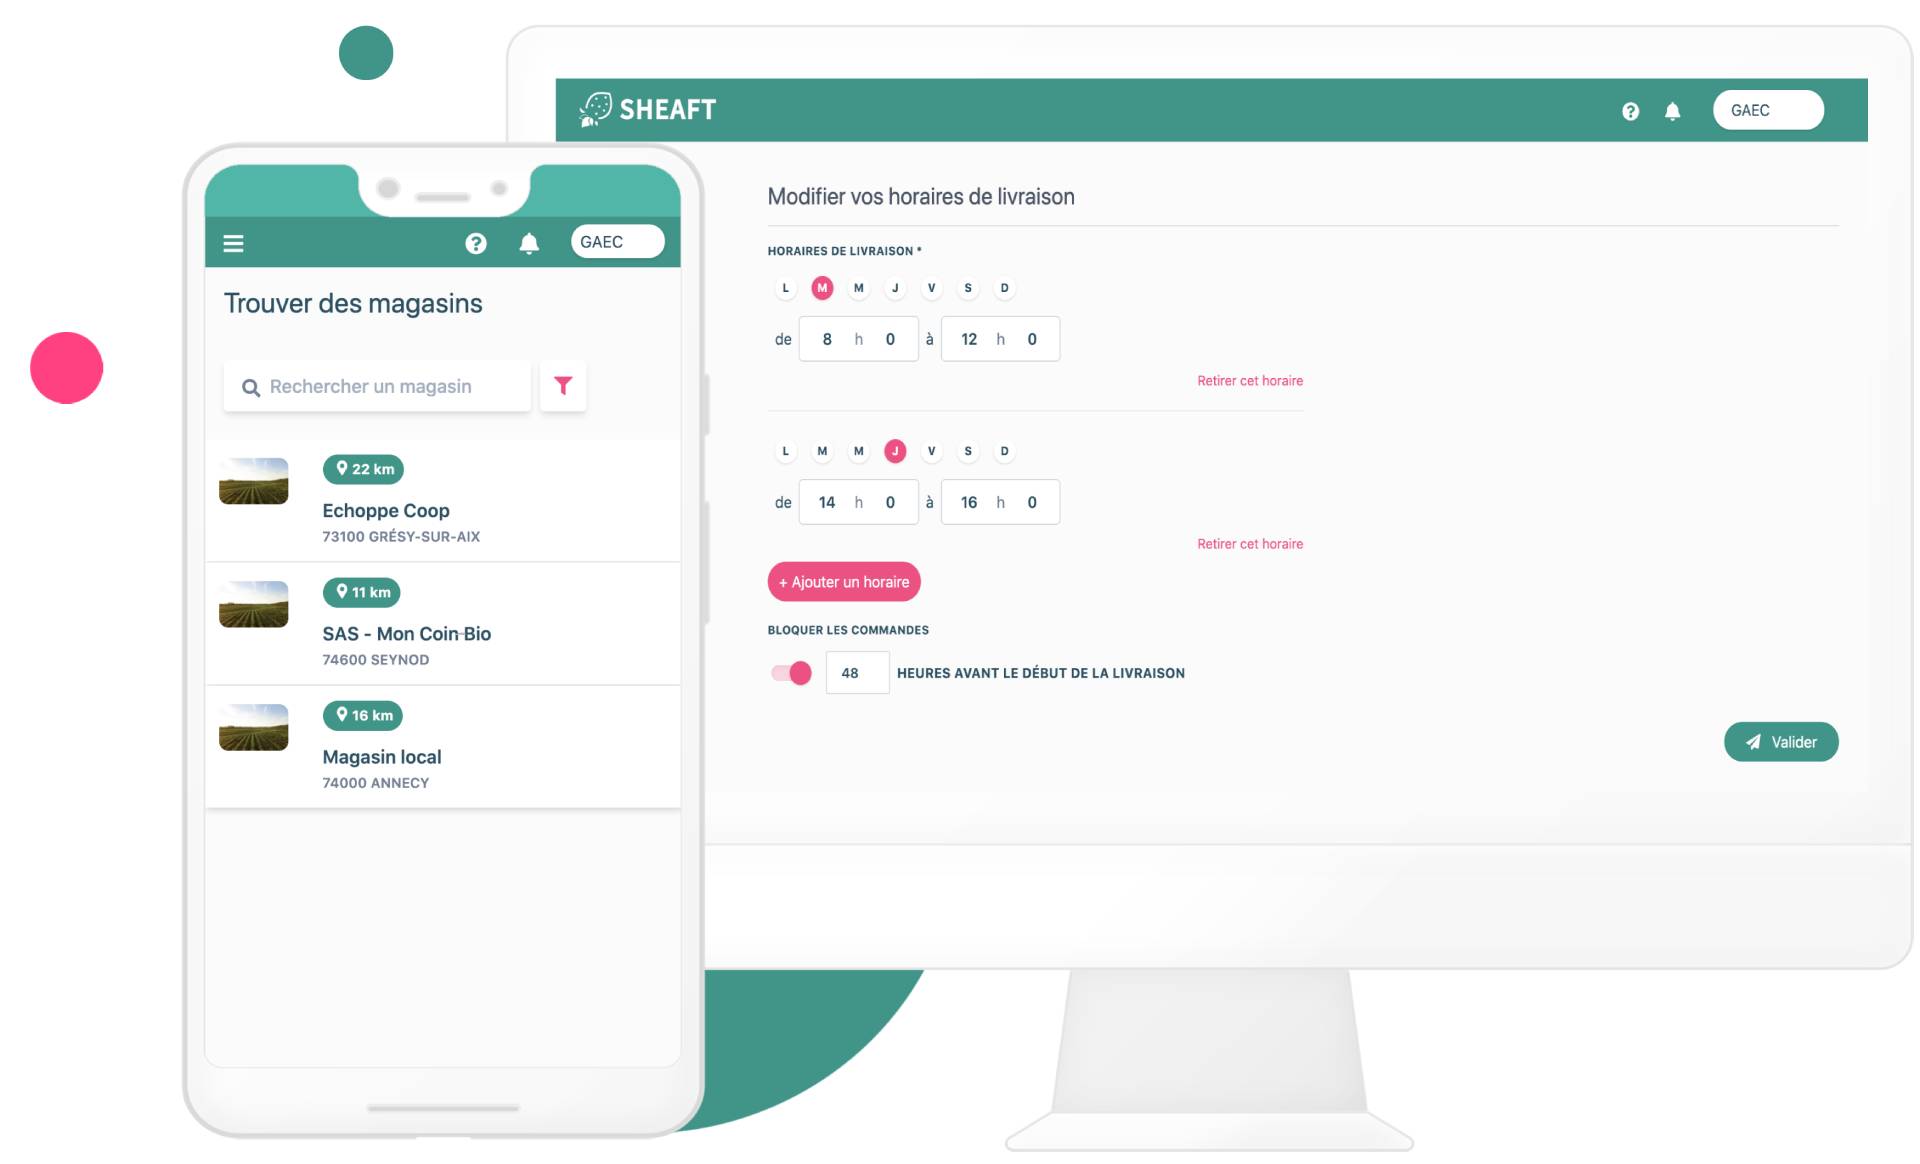 SHEAFT
GAEC
Modifier vos horaires de livraison
HORAIRES DE LIVRAISON *
L M M J V S D
de 8 h 0 à 12 h 0
Retirer cet horaire
L M M J V S D
de 14 h 0 à 16 h 0
Retirer cet horaire
+ Ajouter un horaire
BLOQUER LES COMMANDES
48 HEURES AVANT LE DÉBUT DE LA LIVRAISON
Valider
GAEC
Trouver des magasins
Rechercher un magasin
22 km
Echoppe Coop
73100 GRÉSY-SUR-AIX
11 km
SAS - Mon Coin Bio
74600 SEYNOD
16 km
Magasin local
74000 ANNECY